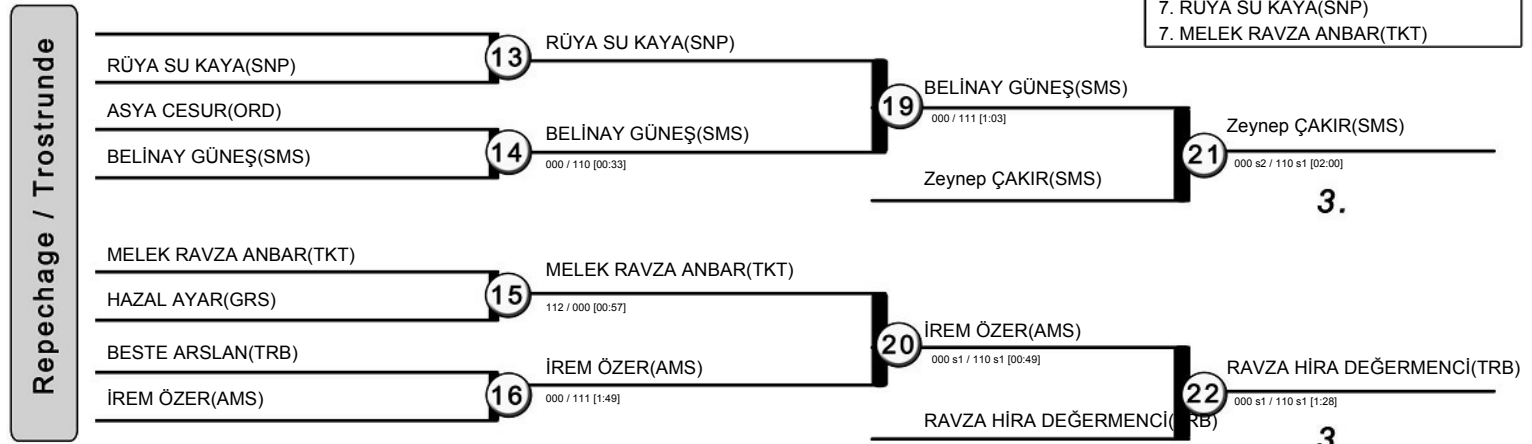 7. RÜYA SU KAYA(SNP)
7. MELEK RAVZA ANBAR(TKT)
Repechage / Trostrunde
RÜYA SU KAYA(SNP)
13
RÜYA SU KAYA(SNP)
ASYA CESUR(ORD)
BELİNAY GÜNEŞ(SMS)
14
BELİNAY GÜNEŞ(SMS)
000 / 110 [00:33]
19
BELİNAY GÜNEŞ(SMS)
000 / 111 [1:03]
Zeynep ÇAKIR(SMS)
21
Zeynep ÇAKIR(SMS)
000 s2 / 110 s1 [02:00]
3.
MELEK RAVZA ANBAR(TKT)
HAZAL AYAR(GRS)
15
MELEK RAVZA ANBAR(TKT)
112 / 000 [00:57]
BESTE ARSLAN(TRB)
İREM ÖZER(AMS)
16
İREM ÖZER(AMS)
000 / 111 [1:49]
20
İREM ÖZER(AMS)
000 s1 / 110 s1 [00:49]
RAVZA HİRA DEĞERMENCİ(TRB)
22
RAVZA HİRA DEĞERMENCİ(TRB)
000 s1 / 110 s1 [1:28]
3.